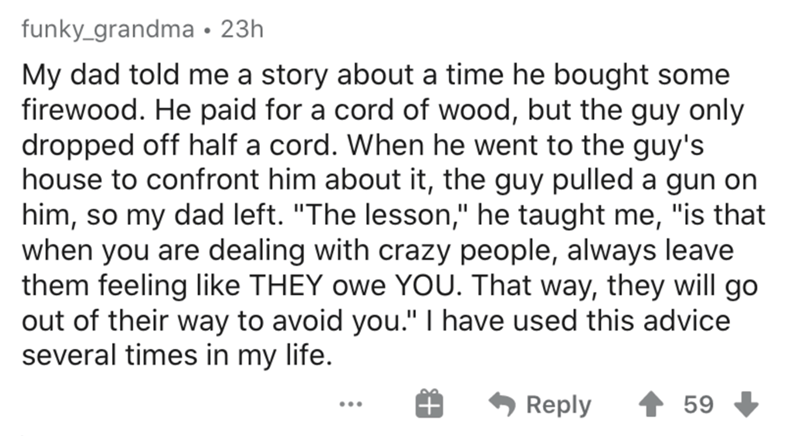 funky_grandma • 23h
My dad told me a story about a time he bought some
firewood. He paid for a cord of wood, but the guy only
dropped off half a cord. When he went to the guy's
house to confront him about it, the guy pulled a gun on
him, so my dad left. "The lesson," he taught me, "is that
when you are dealing with crazy people, always leave
them feeling like THEY owe YOU. That way, they will go
out of their way to avoid you." I have used this advice
several times in my life.
... Reply 59